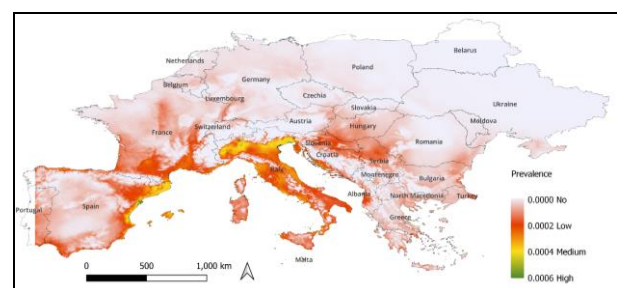 Netherlands
Belarus
Poland
Belgium
Germany
Luxembourg
Czechia
Ukraine
Slovakia
France
Switzerland
Austria
Hungary
Moldova
Slovenia
Croatia
Romania
Italy
Serbia
Montenegro
Bulgaria
Portugal
Spain
Albania
North Macedonia
Turkey
Greece
Malta
Prevalence
0.0000 No
0.0002 Low
0.0004 Medium
0.0006 High
0 500 1,000 km